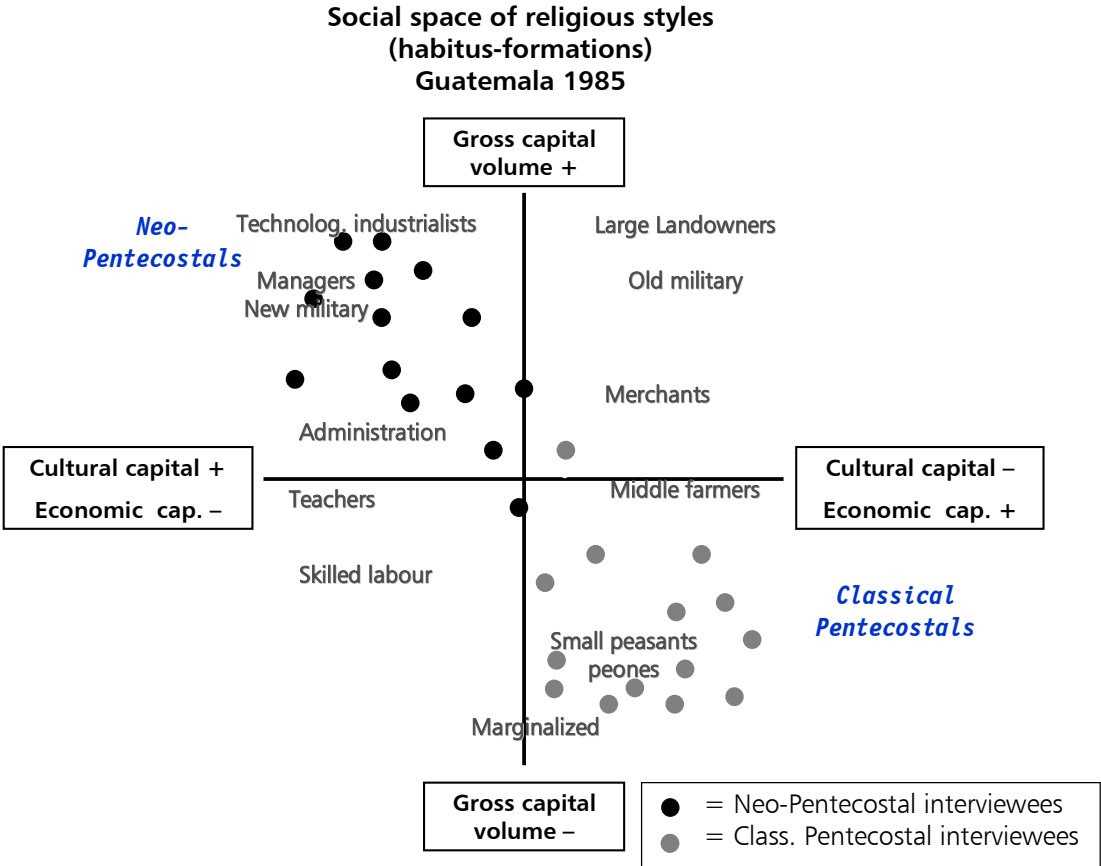 Social space of religious styles
(habitus-formations)
Guatemala 1985
Gross capital
volume +
Neo-
Pentecostals
Technolog. industrialists
Large Landowners
Managers
Old military
New military
Merchants
Administration
Cultural capital +
Economic cap. –
Cultural capital –
Economic cap. +
Teachers
Middle farmers
Skilled labour
Classical
Pentecostals
Small peasants
peones
Marginalized
Gross capital
volume –
= Neo-Pentecostal interviewees
= Class. Pentecostal interviewees